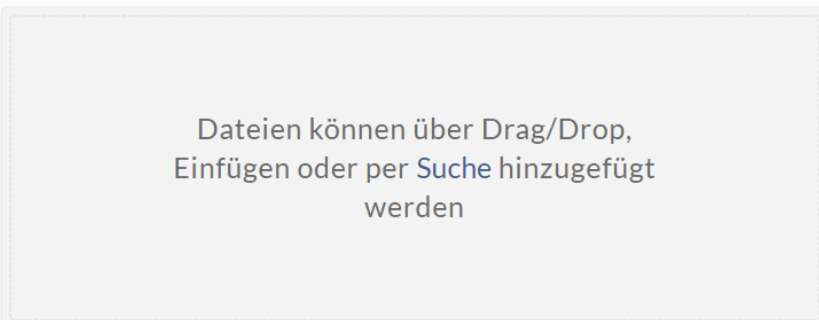 Dateien können über Drag/Drop,
Einfügen oder per Suche hinzugefügt
werden